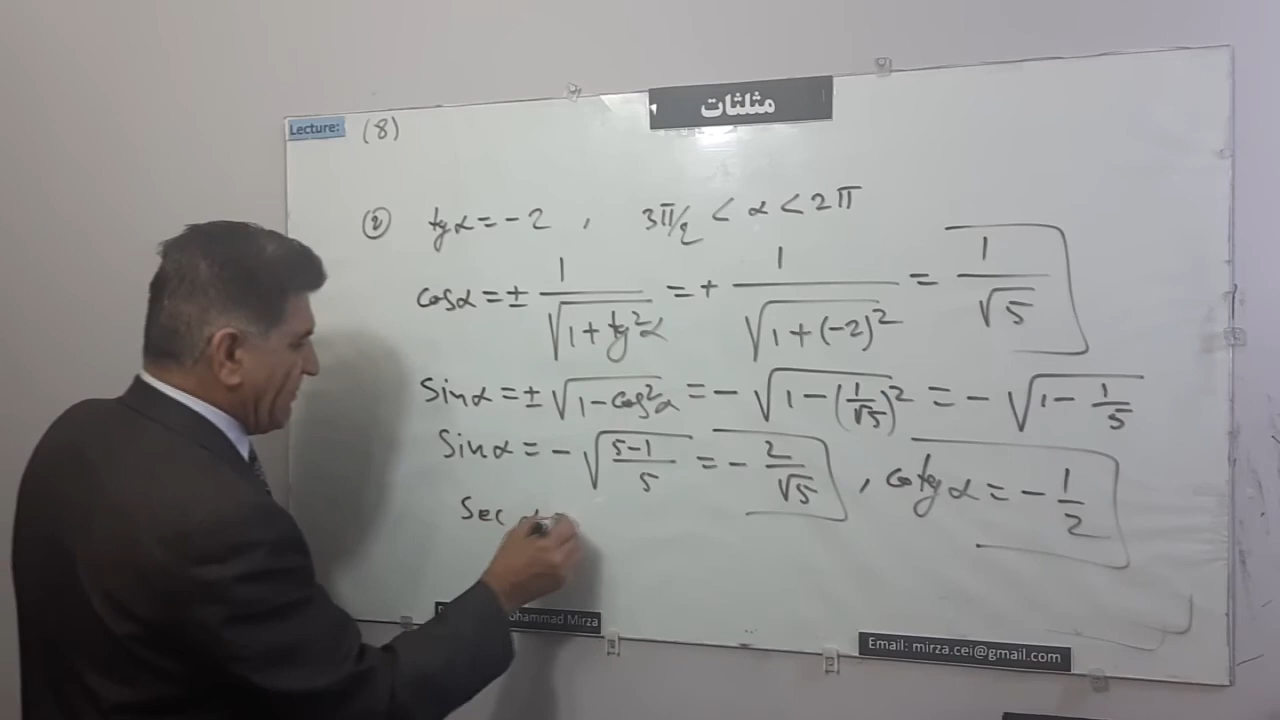 مثلثات
Lecture: (8)
② tgα = -2 , 3π/2 < α < 2π
cosα = ± 1/√(1+tg²α) = + 1/√(1+(-2)²) = 1/√5
Sinα = ± √(1-cos²α) = - √(1-(1/√5)²) = - √(1- 1/5)
Sinα = - √((5-1)/5) = - 2/√5 , cotgα = - 1/2
Sec
ohammad Mirza
Email: mirza.cei@gmail.com